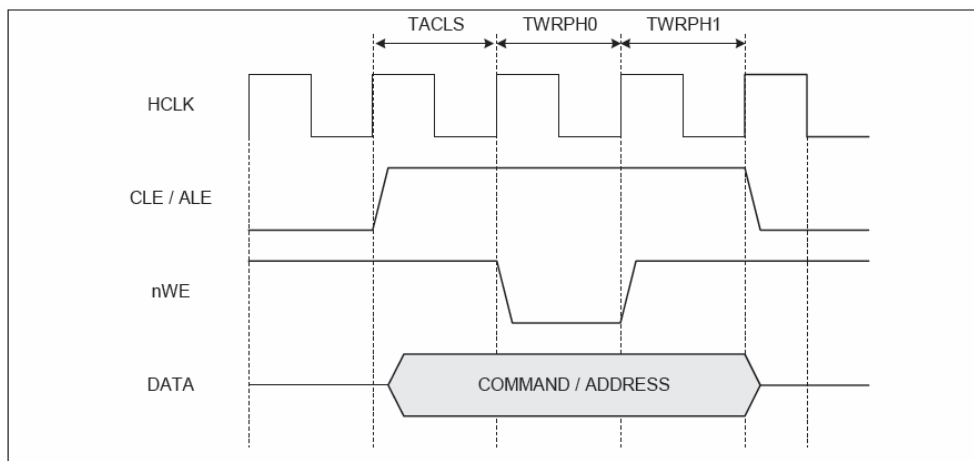 TACLS TWRPH0 TWRPH1
HCLK
CLE / ALE
nWE
DATA COMMAND / ADDRESS